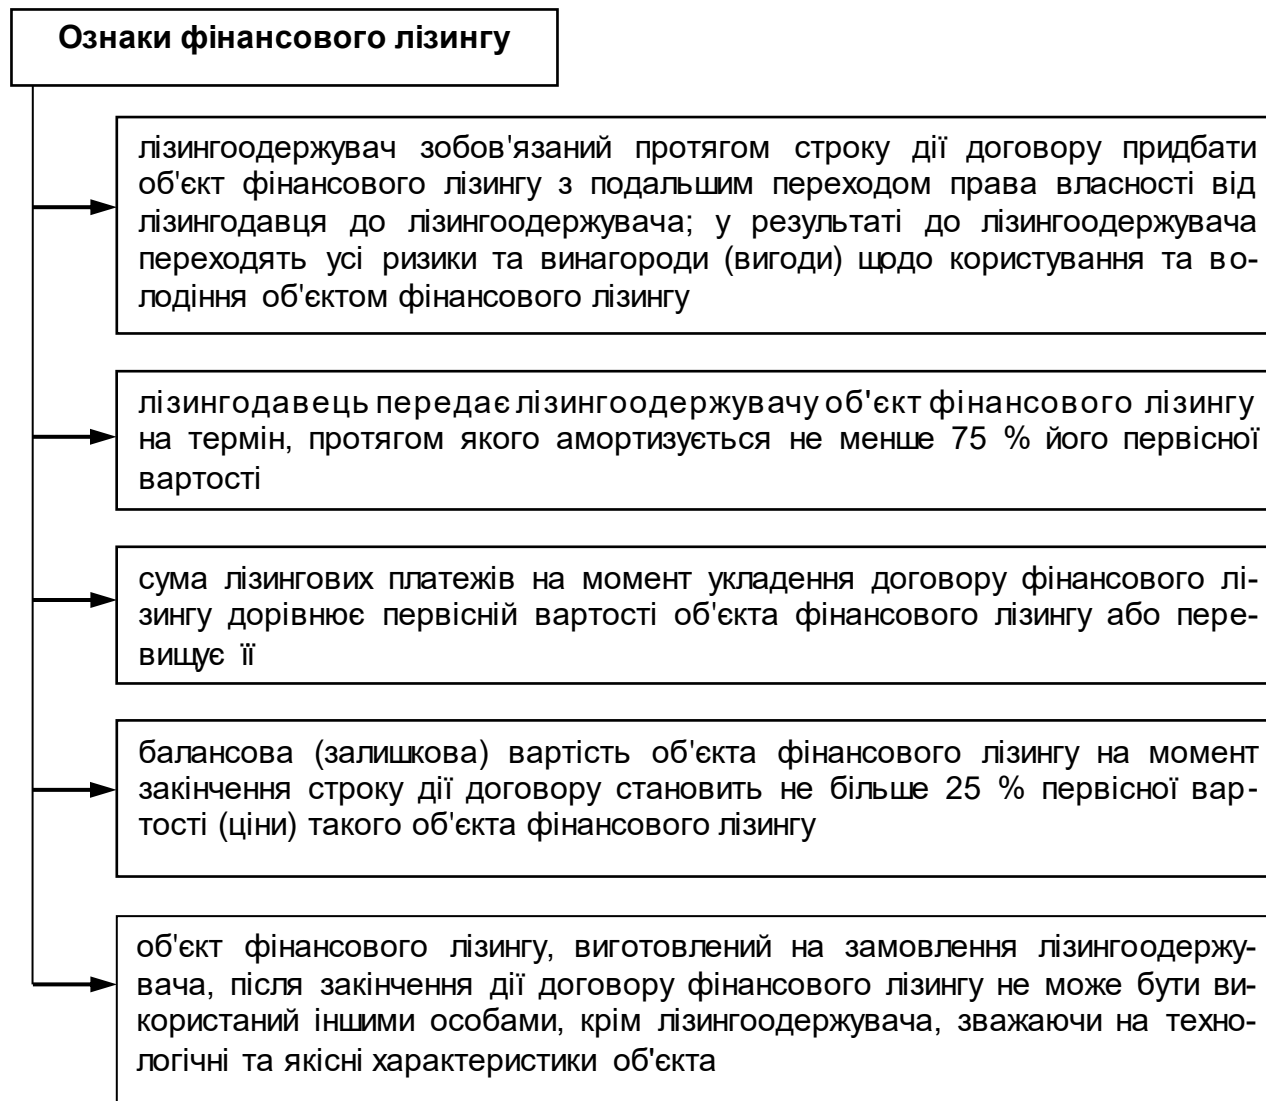 Ознаки фінансового лізингу
лізингоодержувач зобов'язаний протягом строку дії договору придбати
об'єкт фінансового лізингу з подальшим переходом права власності від
лізингодавця до лізингоодержувача; у результаті до лізингоодержувача
переходять усі ризики та винагороди (вигоди) щодо користування та во-
лодіння об'єктом фінансового лізингу
лізингодавець передає лізингоодержувачу об'єкт фінансового лізингу
на термін, протягом якого амортизується не менше 75 % його первісної
вартості
сума лізингових платежів на момент укладення договору фінансового лі-
зингу дорівнює первісній вартості об'єкта фінансового лізингу або пере-
вищує її
балансова (залишкова) вартість об'єкта фінансового лізингу на момент
закінчення строку дії договору становить не більше 25 % первісної вар-
тості (ціни) такого об'єкта фінансового лізингу
об'єкт фінансового лізингу, виготовлений на замовлення лізингоодержу-
вача, після закінчення дії договору фінансового лізингу не може бути ви-
користаний іншими особами, крім лізингоодержувача, зважаючи на техно-
логічні та якісні характеристики об'єкта